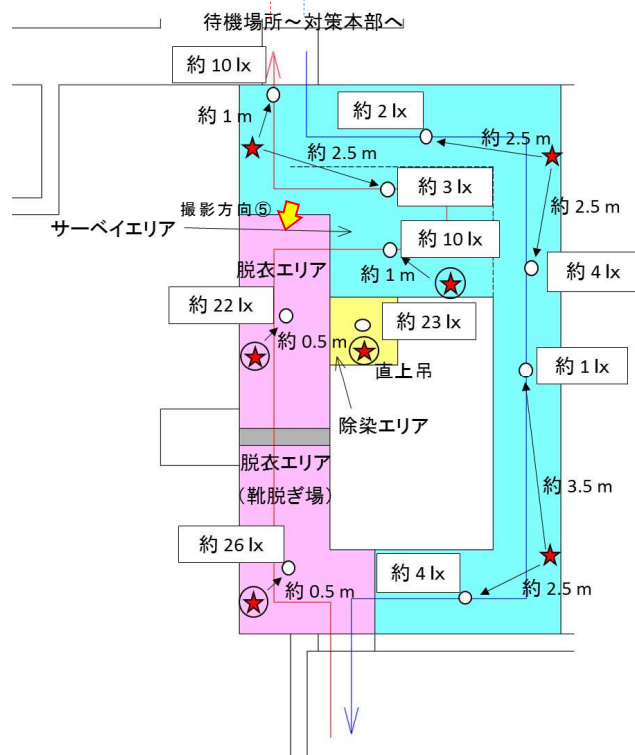 待機場所～対策本部へ
約 10 lx
約 2 lx
約 1 m
約 2.5 m
約 2.5 m
約 3 lx
約 2.5 m
撮影方向⑤
サーベイエリア
約 10 lx
脱衣エリア
約 1 m
約 4 lx
約 22 lx
約 0.5 m
約 23 lx
直上吊
約 1 lx
除染エリア
脱衣エリア
（靴脱ぎ場）
約 3.5 m
約 26 lx
約 0.5 m
約 4 lx
約 2.5 m